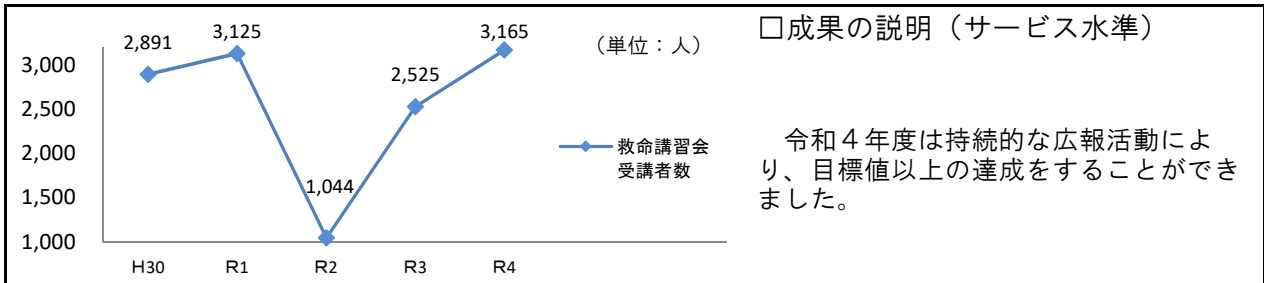 3,000
2,500
2,000
1,500
1,000
2,891
3,125
1,044
2,525
3,165
H30
R1
R2
R3
R4
（単位：人）
救命講習会
受講者数
□成果の説明（サービス水準）
令和４年度は持続的な広報活動によ
り、目標値以上の達成をすることができ
ました。